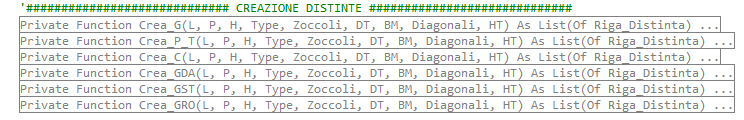 '############################# CREAZIONE DISTINTE #############################
Private Function Crea_G(L, P, H, Type, Zoccoli, DT, BM, Diagonali, HT) As List(Of Riga_Distinta) ...
Private Function Crea_P_T(L, P, H, Type, Zoccoli, DT, BM, Diagonali, HT) As List(Of Riga_Distinta) ...
Private Function Crea_C(L, P, H, Type, Zoccoli, DT, BM, Diagonali, HT) As List(Of Riga_Distinta) ...
Private Function Crea_GDA(L, P, H, Type, Zoccoli, DT, BM, Diagonali, HT) As List(Of Riga_Distinta) ...
Private Function Crea_GST(L, P, H, Type, Zoccoli, DT, BM, Diagonali, HT) As List(Of Riga_Distinta) ...
Private Function Crea_GRO(L, P, H, Type, Zoccoli, DT, BM, Diagonali, HT) As List(Of Riga_Distinta) ...